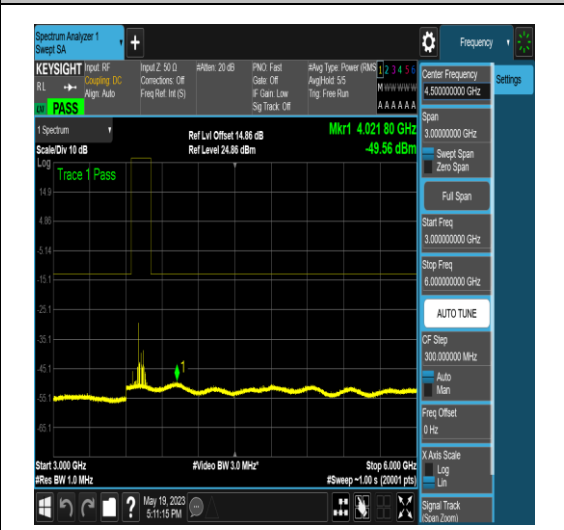 Spectrum Analyzer 1
Swept SA
+
Frequency
KEYSIGHT
RL
PASS
Input: RF
Coupling: DC
Align: Auto
Input Z: 50 Ω
Corrections: Off
Freq Ref: Int (S)
#Atten: 20 dB
PNO: Fast
Gate: Off
IF Gain: Low
Sig Track: Off
#Avg Type: Power (RMS
Avg|Hold: 5/5
Trig: Free Run
1 2 3 4 5 6
M w w w w w
A A A A A A
Center Frequency
4.500000000 GHz
Settings
Span
3.00000000 GHz
Swept Span
Zero Span
Full Span
Start Freq
3.000000000 GHz
Stop Freq
6.000000000 GHz
AUTO TUNE
CF Step
300.000000 MHz
Auto
Man
Freq Offset
0 Hz
X Axis Scale
Log
Lin
Signal Track
(Span Zoom)
1 Spectrum
Scale/Div 10 dB
Ref Lvl Offset 14.86 dB
Ref Level 24.86 dBm
Mkr1 4.021 80 GHz
-49.56 dBm
Log
Trace 1 Pass
14.9
4.86
-5.14
-15.1
-25.1
-35.1
-45.1
-55.1
-65.1
1
Start 3.000 GHz
#Res BW 1.0 MHz
#Video BW 3.0 MHz*
Stop 6.000 GHz
#Sweep ~1.00 s (20001 pts)
?
May 19, 2023
5:11:15 PM